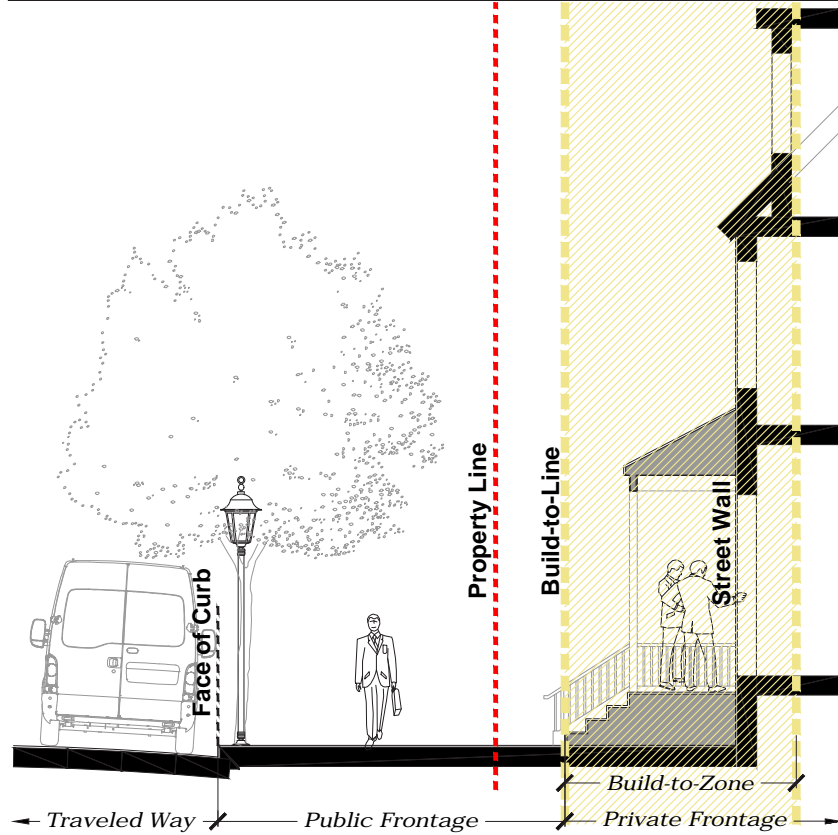 Face of Curb
Property Line
Build-to-Line
Street Wall
Build-to-Zone
Traveled Way
Public Frontage
Private Frontage